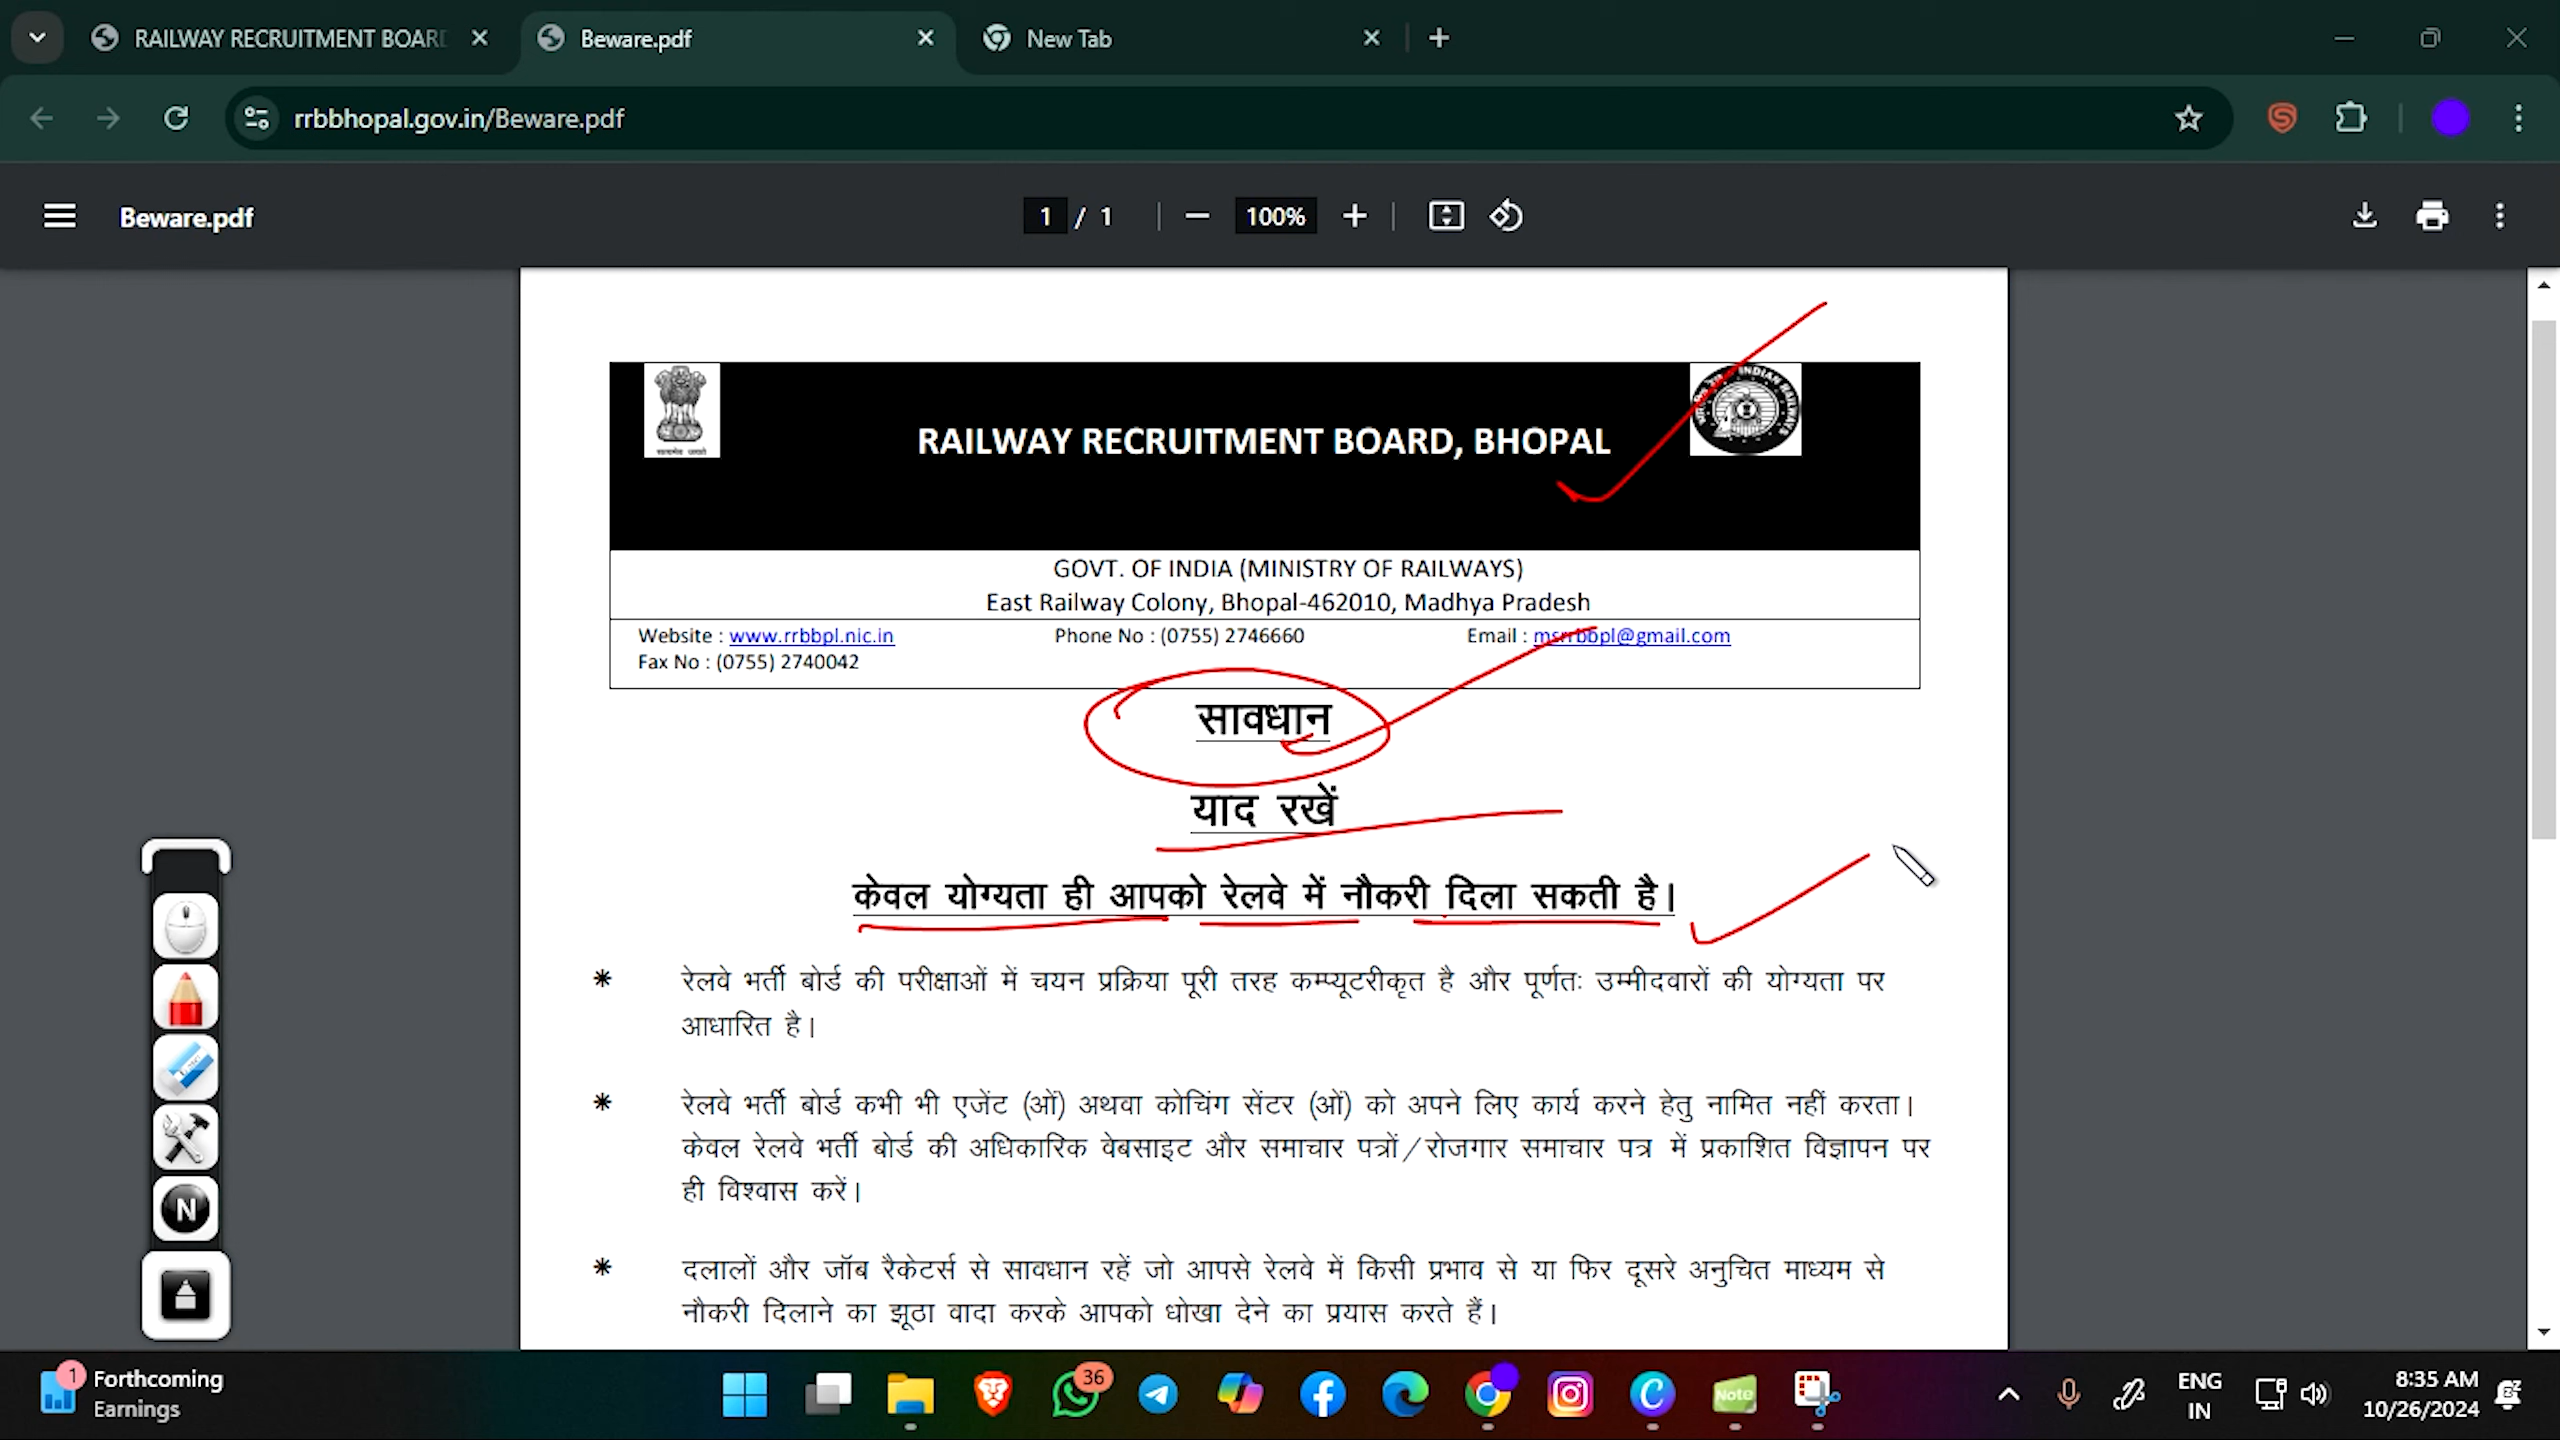 RAILWAY RECRUITMENT BOARD
Beware.pdf
New Tab
rrbbhopal.gov.in/Beware.pdf
Beware.pdf
1 / 1
100%
RAILWAY RECRUITMENT BOARD, BHOPAL
GOVT. OF INDIA (MINISTRY OF RAILWAYS)
East Railway Colony, Bhopal-462010, Madhya Pradesh
Website : www.rrbbpl.nic.in Phone No : (0755) 2746660 Email : msrrbbpl@gmail.com
Fax No : (0755) 2740042
सावधान
याद रखें
केवल योग्यता ही आपको रेलवे में नौकरी दिला सकती है।
* रेलवे भर्ती बोर्ड की परीक्षाओं में चयन प्रक्रिया पूरी तरह कम्प्यूटरीकृत है और पूर्णतः उम्मीदवारों की योग्यता पर
आधारित है।
* रेलवे भर्ती बोर्ड कभी भी एजेंट (ओं) अथवा कोचिंग सेंटर (ओं) को अपने लिए कार्य करने हेतु नामित नहीं करता।
केवल रेलवे भर्ती बोर्ड की अधिकारिक वेबसाइट और समाचार पत्रों/रोजगार समाचार पत्र में प्रकाशित विज्ञापन पर
ही विश्वास करें।
* दलालों और जॉब रैकेटर्स से सावधान रहें जो आपसे रेलवे में किसी प्रभाव से या फिर दूसरे अनुचित माध्यम से
नौकरी दिलाने का झूठा वादा करके आपको धोखा देने का प्रयास करते हैं।
N
1
Forthcoming
Earnings
36
Note
ENG
IN
8:35 AM
10/26/2024